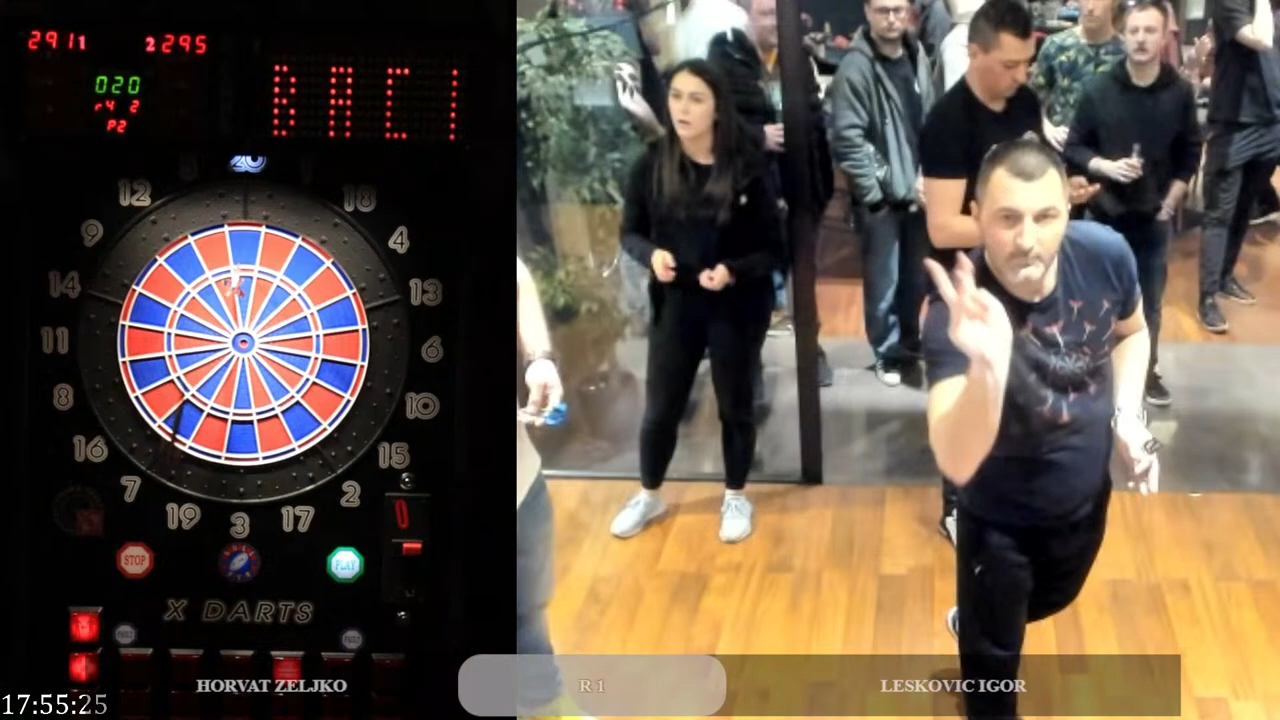 2911 2295
020
r4 2
P2
BACI
20
12
18
9
4
14
13
11
6
8
10
16
15
7
2
19
3
17
0
STOP
PLAY
X DARTS
HORVAT ZELJKO
R 1
LESKOVIC IGOR
17:55:25